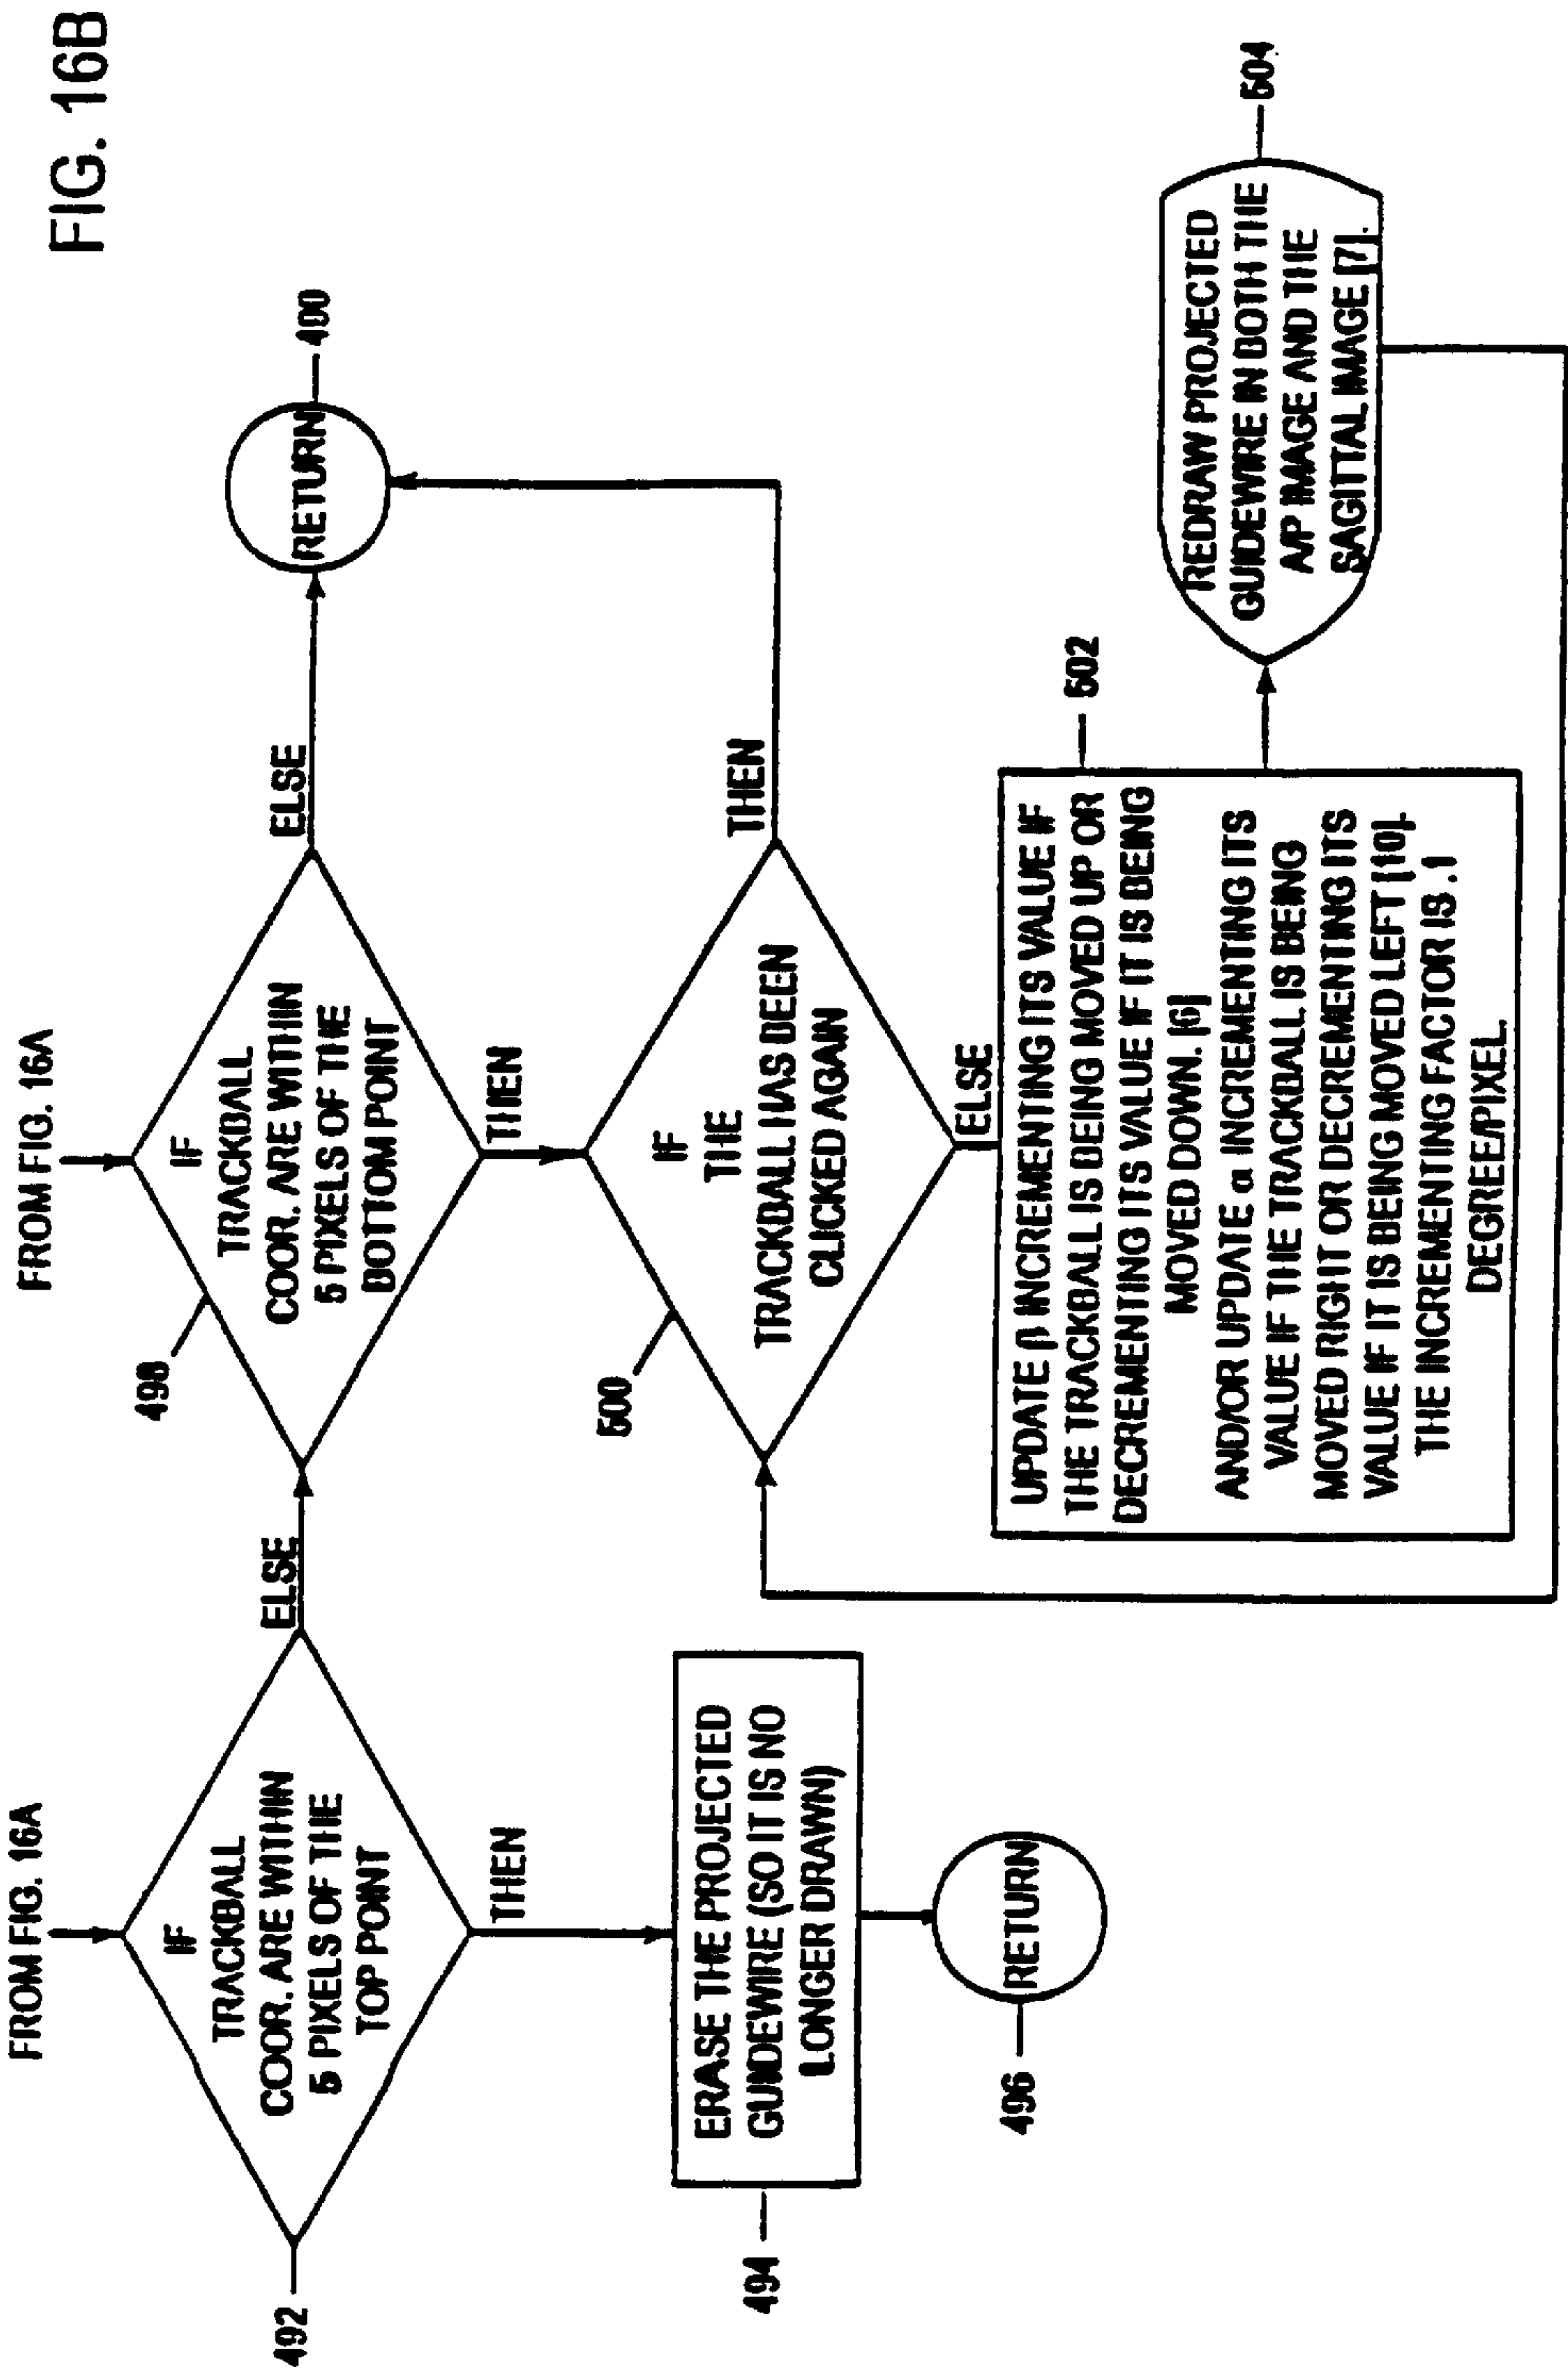 FIG. 16B
FROM FIG. 16A
IF
TRACKBALL
COOR. ARE WITHIN
5 PIXELS OF THE
TOP POINT
492
ELSE
THEN
ERASE THE PROJECTED
GUIDEWIRE (SO IT IS NO
LONGER DRAWN)
494
RETURN
496
FROM FIG. 16A
IF
TRACKBALL
COOR. ARE WITHIN
5 PIXELS OF THE
BOTTOM POINT
498
ELSE
RETURN
490
THEN
IF
THE
TRACKBALL HAS BEEN
CLICKED AGAIN
500
THEN
ELSE
UPDATE β INCREMENTING ITS VALUE IF
THE TRACKBALL IS BEING MOVED UP OR
DECREMENTING ITS VALUE IF IT IS BEING
MOVED DOWN. [6]
AND/OR UPDATE α INCREMENTING ITS
VALUE IF THE TRACKBALL IS BEING
MOVED RIGHT OR DECREMENTING ITS
VALUE IF IT IS BEING MOVED LEFT [10].
THE INCREMENTING FACTOR IS .1
DEGREE/PIXEL.
502
REDRAW PROJECTED
GUIDEWIRE IN BOTH THE
A/P IMAGE AND THE
SAGITTAL IMAGE [7].
504